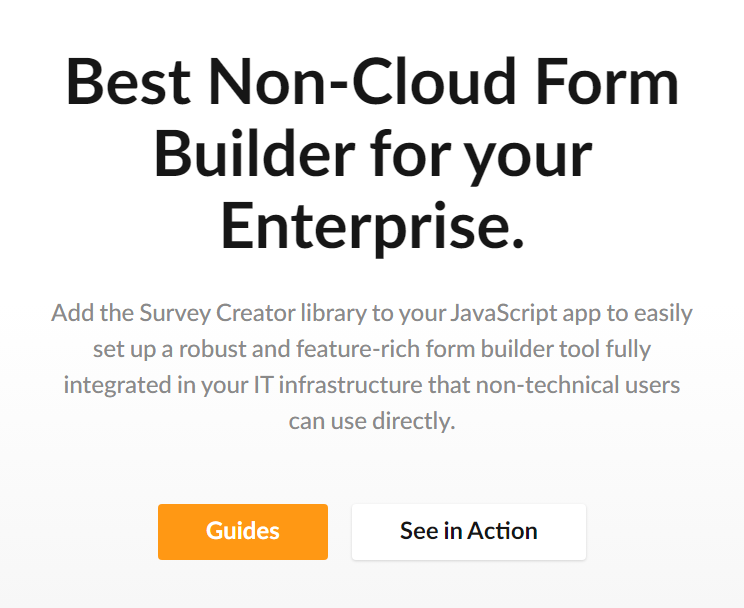 Best Non-Cloud Form
Builder for your
Enterprise.
Add the Survey Creator library to your JavaScript app to easily
set up a robust and feature-rich form builder tool fully
integrated in your IT infrastructure that non-technical users
can use directly.
Guides
See in Action